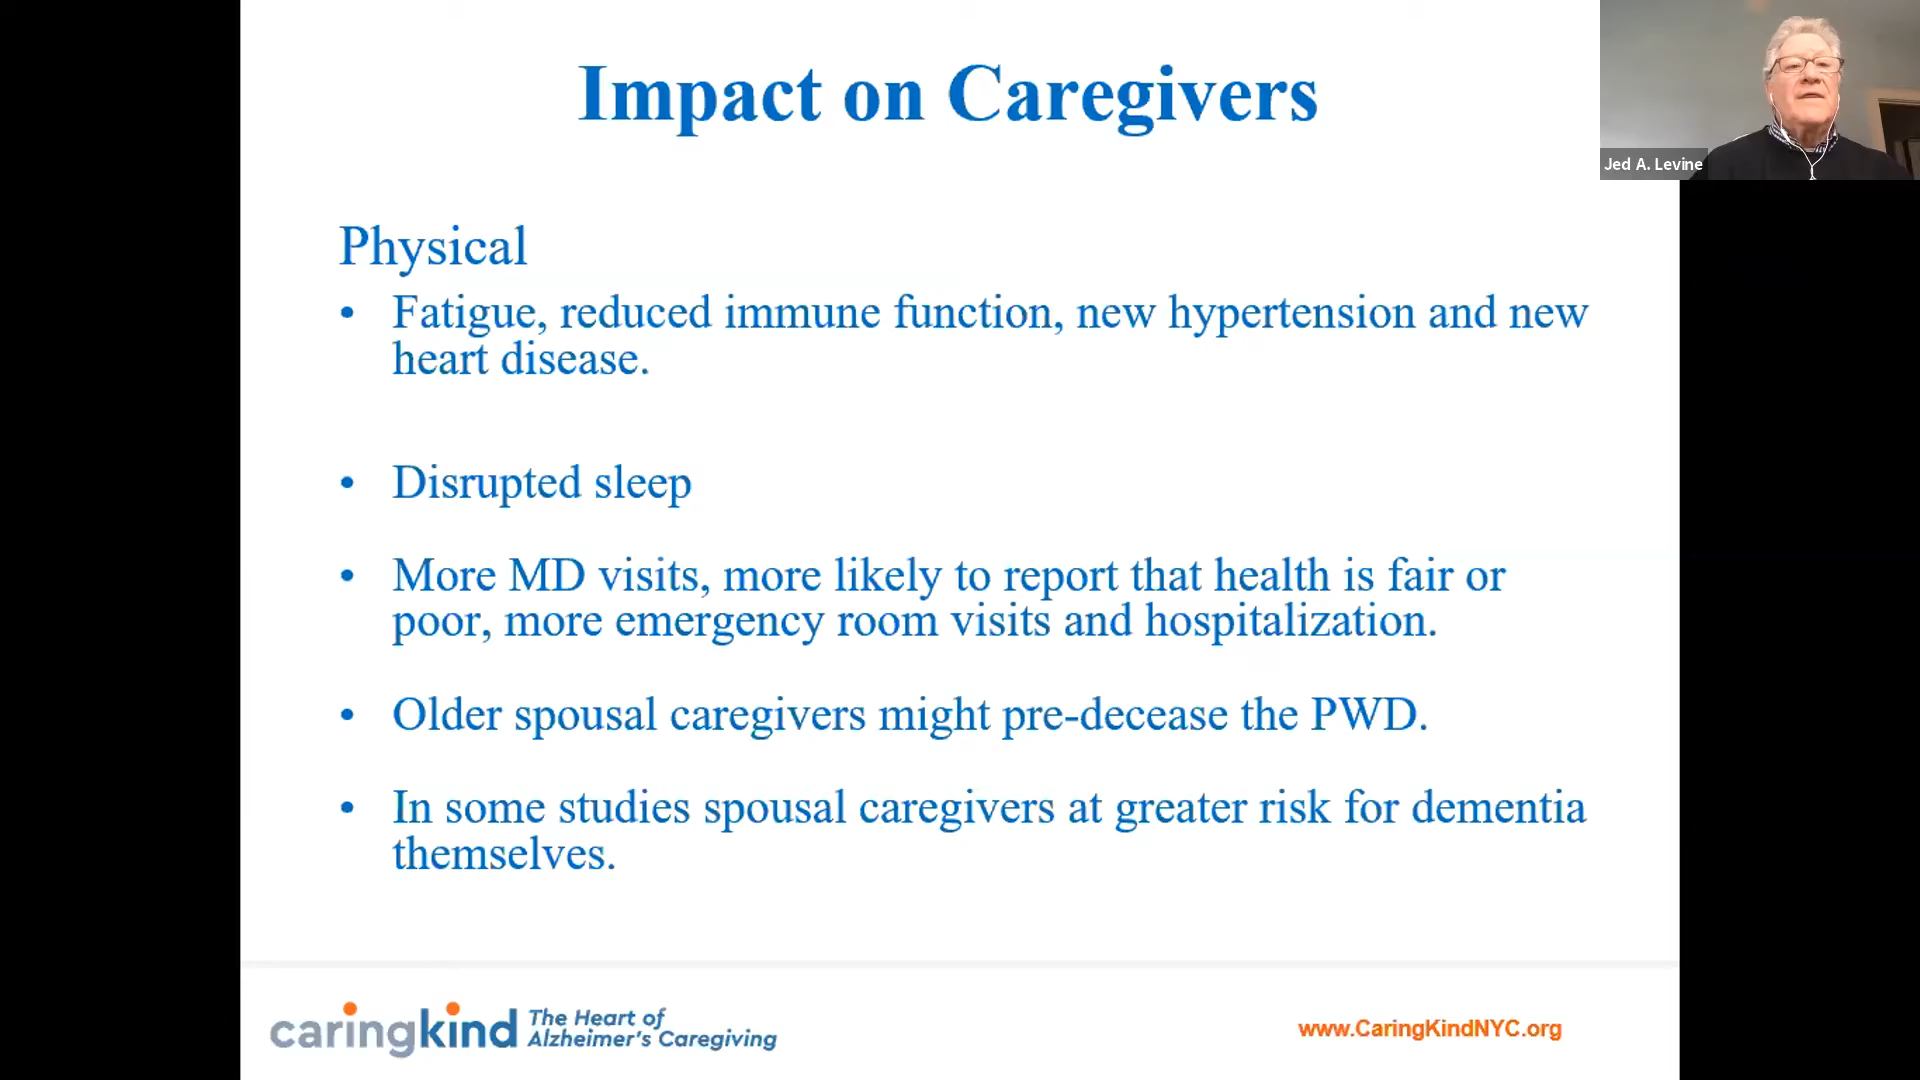 Impact on Caregivers
Jed A. Levine
Physical
• Fatigue, reduced immune function, new hypertension and new
heart disease.
• Disrupted sleep
• More MD visits, more likely to report that health is fair or
poor, more emergency room visits and hospitalization.
• Older spousal caregivers might pre-decease the PWD.
• In some studies spousal caregivers at greater risk for dementia
themselves.
caringkind The Heart of
Alzheimer's Caregiving
www.CaringKindNYC.org